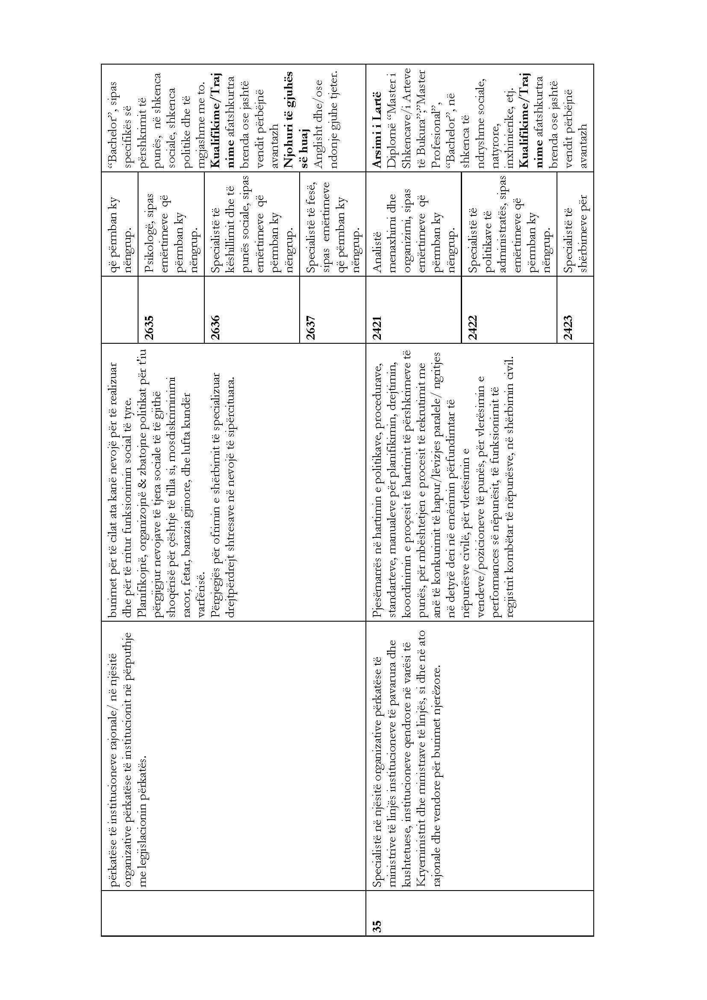 përkatëse të institucioneve rajonale/ në njësitë
organizative përkatëse të institucionit në përputhje
me legjislacionin përkatës.
burimet për të cilat ata kanë nevojë për të realizuar
dhe për të rritur funksionimin social të tyre.
Planifikojnë, organizojnë & zbatojne politikat për t'iu
përgjigjur nevojave të tjera sociale të të gjithë
shoqërisë për çështje të tilla si, mosdiskriminimi
racor, fetar, barazia gjinore, dhe lufta kundër
varfërisë.
Përgjegjës për ofrimin e shërbimit të specializuar
drejtpërdrejt shtresave në nevojë të sipërcituara.
që përmban ky
nëngrup.
2635
Psikologë, sipas
emërtimeve që
përmban ky
nëngrup.
2636
Specialistë të
këshillimit dhe të
punës sociale, sipas
emërtimeve që
përmban ky
nëngrup.
2637
Specialistë të fesë,
sipas emërtimeve
që përmban ky
nëngrup.
“Bachelor”, sipas
specifikës së
përshkrimit të
punës, në shkenca
sociale, shkenca
politike dhe të
mgjashme me to.
Kualifikime/Traj
nime afatshkurtra
brenda ose jashtë
vendit përbëjnë
avantazh
Njohuri të gjuhës
së huaj
Anglisht dhe/ose
ndonje gjuhe tjeter.
35
Specialistë në njësitë organizative përkatëse të
ministrive të linjës institucioneve të pavarura dhe
kushtetuese, institucioneve qendrore në varësi të
Kryeministrit dhe ministrave të linjës, si dhe në ato
rajonale dhe vendore për burimet njerëzore.
Pjesëmarrës në hartimin e politikave, procedurave,
standarteve, manualeve për planifikimin, drejtimin,
koordinimin e proçesit të hartimit të përshkrimeve të
punës, për mbështetjen e procesit të rekrutimit me
anë të konkurimit të hapur/lëvizjes paralele/ ngritjes
në detyrë deri në emërimin përfundimtar të
nëpunësve civilë, për vlerësimin e
vendeve/pozicioneve të punës, për vlerësimin e
performances së nëpunësit, të funksionimit të
regjistrit kombëtar të nëpunësve, në shërbimin civil.
2421
Analistë
menaxhimi dhe
organizimi, sipas
emërtimeve që
përmban ky
nëngrup.
2422
Specialistë të
politikave të
administratës, sipas
emërtimeve që
përmban ky
nëngrup.
2423
Specialistë të
shërbimeve për
Arsimi i Lartë
Diplomë “Master i
Shkencave/i Arteve
të Bukura”;”Master
Profesional”,
“Bachelor”, në
shkenca të
ndryshme sociale,
natyrore,
inxhinierike, etj.
Kualifikime/Traj
nime afatshkurtra
brenda ose jashtë
vendit përbëjnë
avantazh